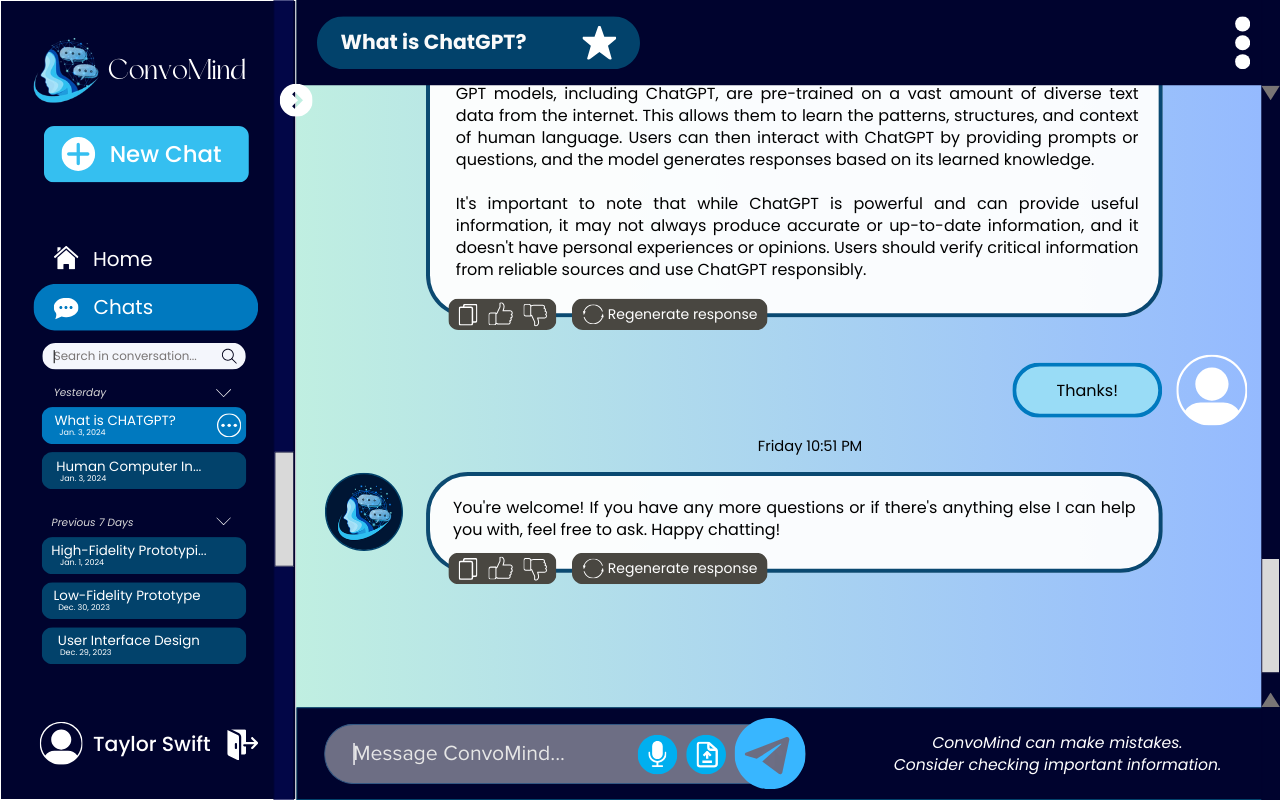 ConvoMind
New Chat
Home
Chats
Search in conversation...
Yesterday
What is CHATGPT?
Jan. 3, 2024
Human Computer In...
Jan. 3, 2024
Previous 7 Days
High-Fidelity Prototypi...
Jan. 1, 2024
Low-Fidelity Prototype
Dec. 30, 2023
User Interface Design
Dec. 29, 2023
Taylor Swift
What is ChatGPT?
GPT models, including ChatGPT, are pre-trained on a vast amount of diverse text
data from the internet. This allows them to learn the patterns, structures, and context
of human language. Users can then interact with ChatGPT by providing prompts or
questions, and the model generates responses based on its learned knowledge.
It's important to note that while ChatGPT is powerful and can provide useful
information, it may not always produce accurate or up-to-date information, and it
doesn't have personal experiences or opinions. Users should verify critical information
from reliable sources and use ChatGPT responsibly.
Regenerate response
Thanks!
Friday 10:51 PM
You're welcome! If you have any more questions or if there's anything else I can help
you with, feel free to ask. Happy chatting!
Regenerate response
Message ConvoMind...
ConvoMind can make mistakes.
Consider checking important information.